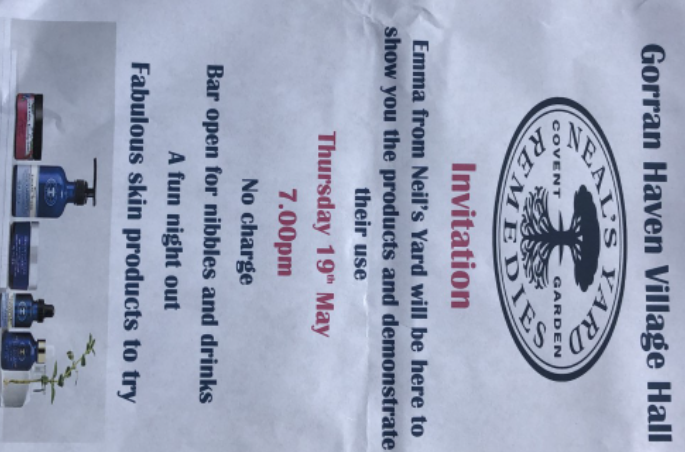 Gorran Haven Village Hall
NEAL'S YARD
COVENT GARDEN
REMEDIES
Invitation
Emma from Neil's Yard will be here to
show you the products and demonstrate
their use
Thursday 19th May
7.00pm
No charge
Bar open for nibbles and drinks
A fun night out
Fabulous skin products to try